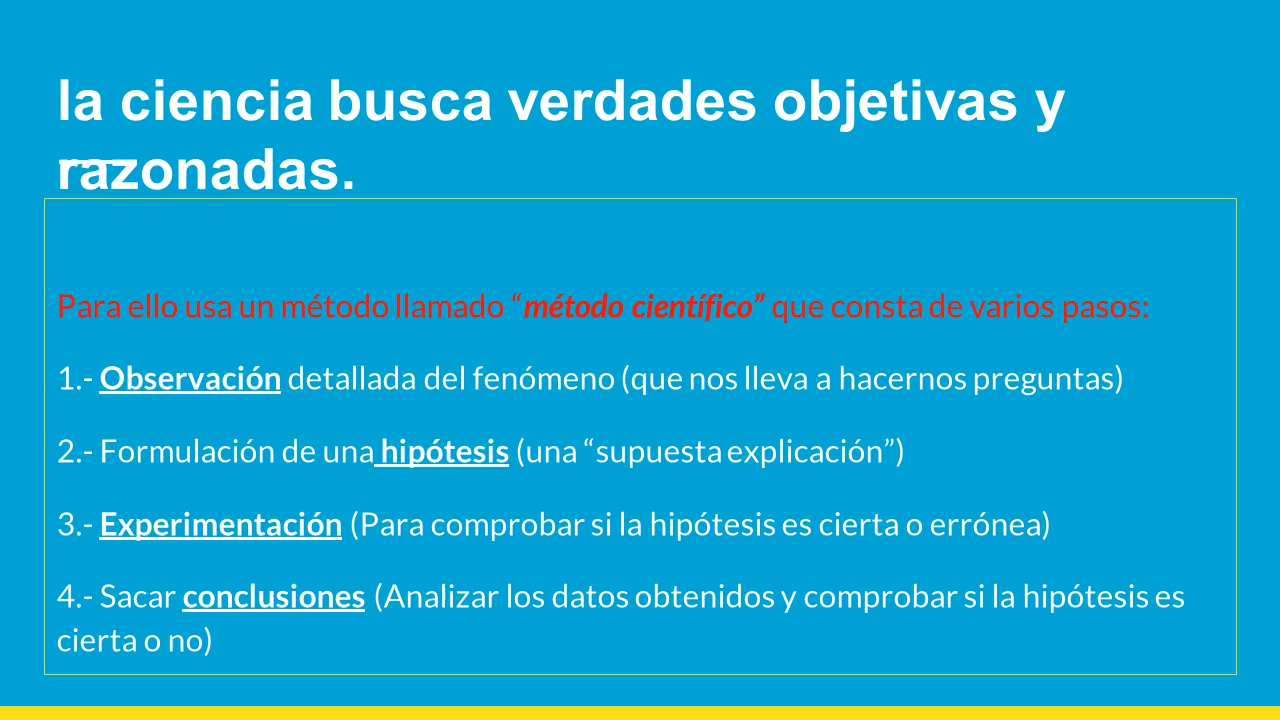 la ciencia busca verdades objetivas y
razonadas.
Para ello usa un método llamado “método científico” que consta de varios pasos:
1.- Observación detallada del fenómeno (que nos lleva a hacernos preguntas)
2.- Formulación de una hipótesis (una “supuesta explicación”)
3.- Experimentación (Para comprobar si la hipótesis es cierta o errónea)
4.- Sacar conclusiones (Analizar los datos obtenidos y comprobar si la hipótesis es
cierta o no)